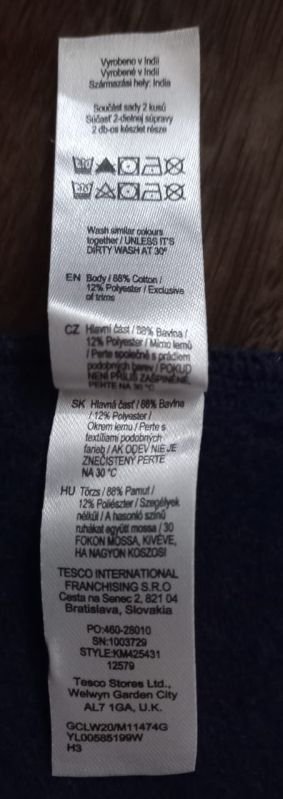 Vyrobeno v Indii
Vyrobené v Indii
Származási hely: India
Součást sady 2 kusů
Súčasť 2-dielnej súpravy
2 db-os készlet része
Wash similar colours
together / UNLESS IT'S
DIRTY WASH AT 30°
EN Body / 88% Cotton /
12% Polyester / Exclusive
of trims
CZ Hlavní část / 88% Bavlna /
12% Polyester / Mimo lemů
/ Perte společně s prádlem
podobných barev / POKUD
NENÍ PŘÍLIŠ ZAŠPINĚNÉ,
PERTE NA 30 °C
SK Hlavná časť / 88% Bavlna
/ 12% Polyester /
Okrem lemu / Perte s
textíliami podobných
farieb / AK ODEV NIE JE
ZNEČISTENÝ PERTE
NA 30 °C
HU Törzs / 88% Pamut /
12% Poliészter / Szegélyek
nélkül / A hasonló színű
ruhákat együtt mossa / 30
FOKON MOSSA, KIVÉVE,
HA NAGYON KOSZOS!
TESCO INTERNATIONAL
FRANCHISING S.R.O
Cesta na Senec 2, 821 04
Bratislava, Slovakia
PO:460-28010
SN:1003729
STYLE:KM425431
12579
Tesco Stores Ltd.,
Welwyn Garden City
AL7 1GA, U.K.
GCLW20/M11474G
YL00585199W
H3